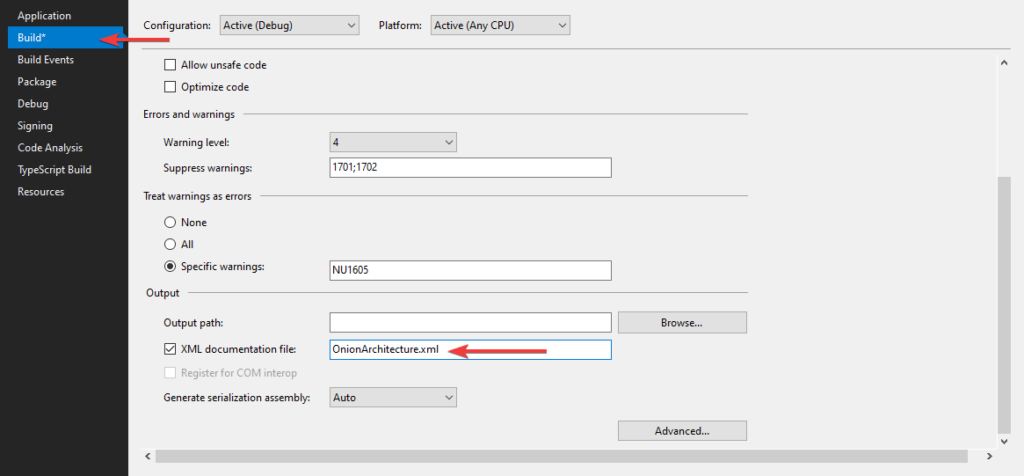 Application
Build*
Build Events
Package
Debug
Signing
Code Analysis
TypeScript Build
Resources
Configuration: Active (Debug) Platform: Active (Any CPU)
Allow unsafe code
Optimize code
Errors and warnings
Warning level: 4
Suppress warnings: 1701;1702
Treat warnings as errors
None
All
Specific warnings: NU1605
Output
Output path: Browse...
XML documentation file: OnionArchitecture.xml
Register for COM interop
Generate serialization assembly: Auto
Advanced...